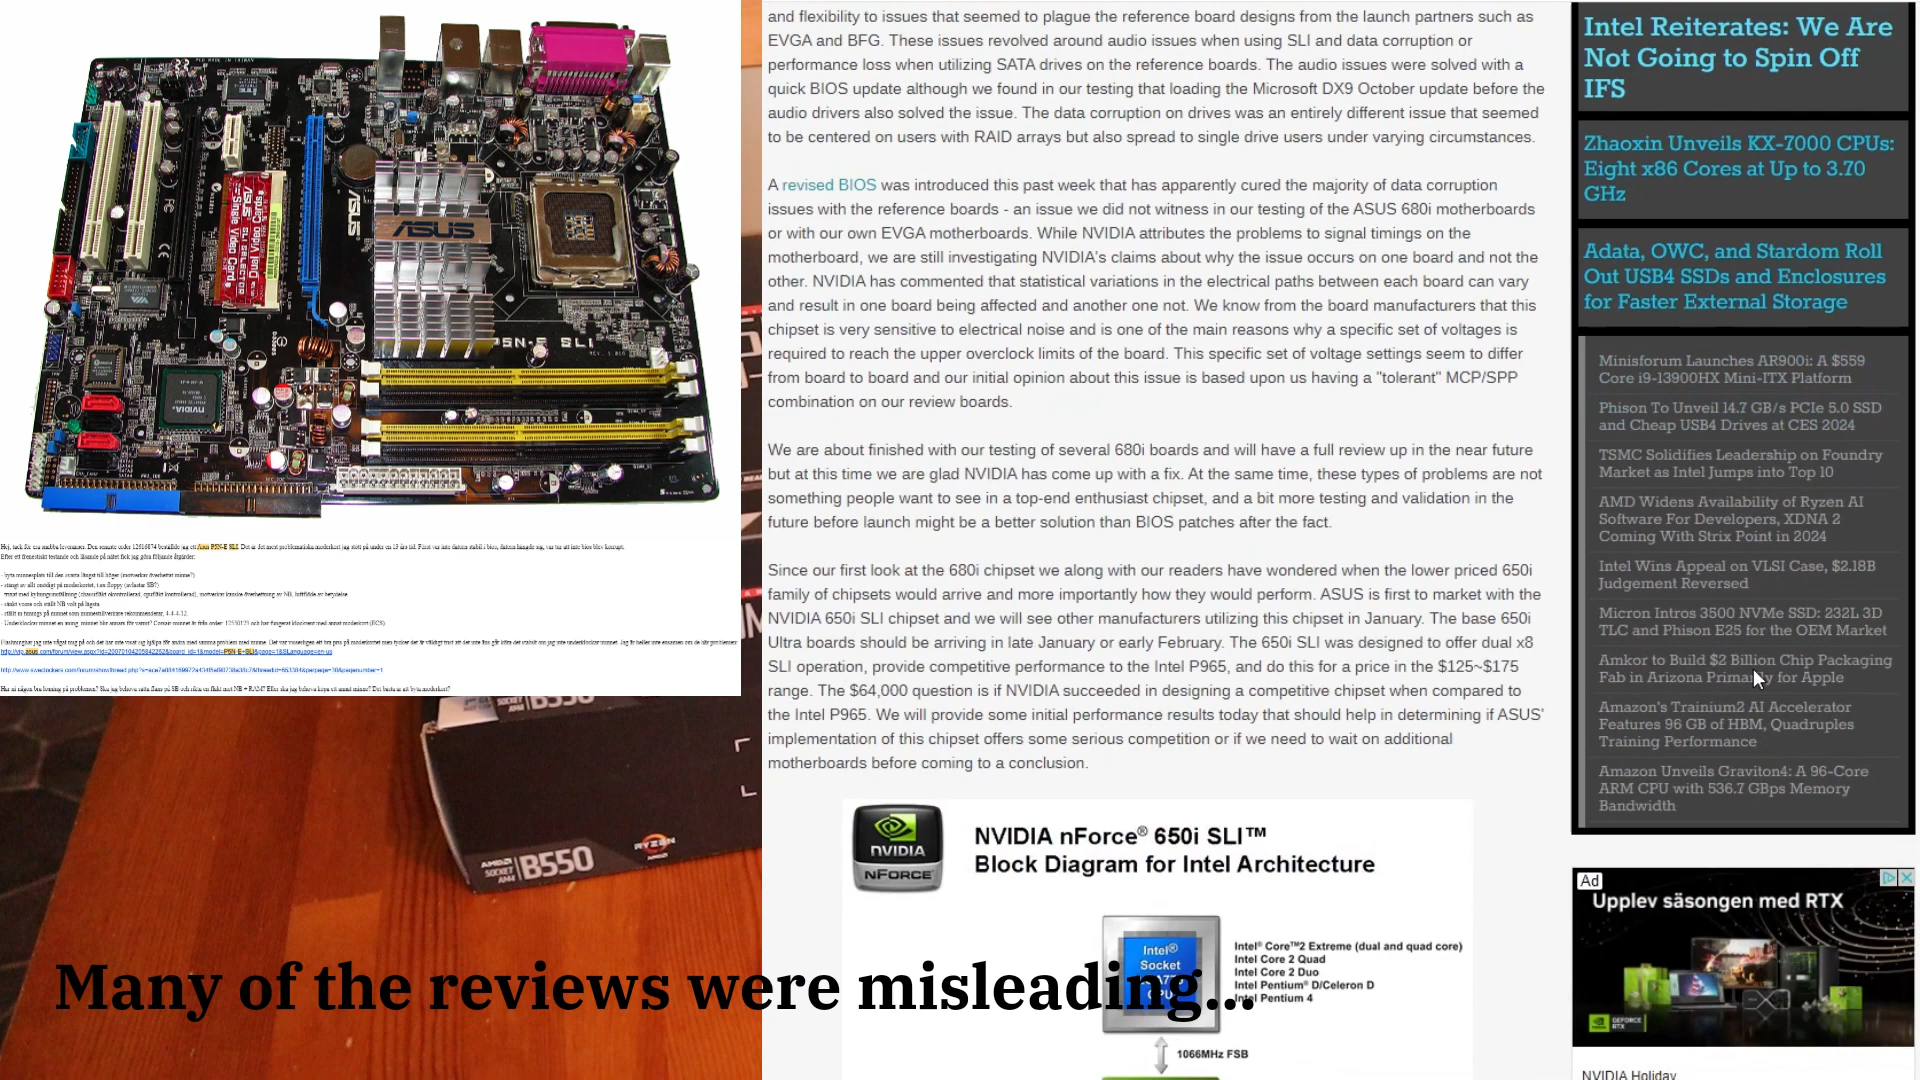 and flexibility to issues that seemed to plague the reference board designs from the launch partners such as
EVGA and BFG. These issues revolved around audio issues when using SLI and data corruption or
performance loss when utilizing SATA drives on the reference boards. The audio issues were solved with a
quick BIOS update although we found in our testing that loading the Microsoft DX9 October update before the
audio drivers also solved the issue. The data corruption on drives was an entirely different issue that seemed
to be centered on users with RAID arrays but also spread to single drive users under varying circumstances.
A revised BIOS was introduced this past week that has apparently cured the majority of data corruption
issues with the reference boards - an issue we did not witness in our testing of the ASUS 680i motherboards
or with our own EVGA motherboards. While NVIDIA attributes the problems to signal timings on the
motherboard, we are still investigating NVIDIA's claims about why the issue occurs on one board and not the
other. NVIDIA has commented that statistical variations in the electrical paths between each board can vary
and result in one board being affected and another one not. We know from the board manufacturers that this
chipset is very sensitive to electrical noise and is one of the main reasons why a specific set of voltages is
required to reach the upper overclock limits of the board. This specific set of voltage settings seem to differ
from board to board and our initial opinion about this issue is based upon us having a "tolerant" MCP/SPP
combination on our review boards.
We are about finished with our testing of several 680i boards and will have a full review up in the near future
but at this time we are glad NVIDIA has come up with a fix. At the same time, these types of problems are not
something people want to see in a top-end enthusiast chipset, and a bit more testing and validation in the
future before launch might be a better solution than BIOS patches after the fact.
Since our first look at the 680i chipset we along with our readers have wondered when the lower priced 650i
family of chipsets would arrive and more importantly how they would perform. ASUS is first to market with the
NVIDIA 650i SLI chipset and we will see other manufacturers utilizing this chipset in January. The base 650i
Ultra boards should be arriving in late January or early February. The 650i SLI was designed to offer dual x8
SLI operation, provide competitive performance to the Intel P965, and do this for a price in the $125~$175
range. The $64,000 question is if NVIDIA succeeded in designing a competitive chipset when compared to
the Intel P965. We will provide some initial performance results today that should help in determining if ASUS'
implementation of this chipset offers some serious competition or if we need to wait on additional
motherboards before coming to a conclusion.
NVIDIA
NFORCE
NVIDIA nForce® 650i SLI™
Block Diagram for Intel Architecture
Intel®
Socket
Intel® Core™2 Extreme (dual and quad core)
Intel Core 2 Quad
Intel Core 2 Duo
Intel Pentium® D/Celeron D
Intel Pentium 4
1066MHz FSB
Intel Reiterates: We Are
Not Going to Spin Off
IFS
Zhaoxin Unveils KX-7000 CPUs:
Eight x86 Cores at Up to 3.70
GHz
Adata, OWC, and Stardom Roll
Out USB4 SSDs and Enclosures
for Faster External Storage
Minisforum Launches AR900i: A $559
Core i9-13900HX Mini-ITX Platform
Phison To Unveil 14.7 GB/s PCIe 5.0 SSD
and Cheap USB4 Drives at CES 2024
TSMC Solidifies Leadership on Foundry
Market as Intel Jumps into Top 10
AMD Widens Availability of Ryzen AI
Software For Developers, XDNA 2
Coming With Strix Point in 2024
Intel Wins Appeal on VLSI Case, $2.18B
Judgement Reversed
Micron Intros 3500 NVMe SSD: 232L 3D
TLC and Phison E25 for the OEM Market
Amkor to Build $2 Billion Chip Packaging
Fab in Arizona Primarily for Apple
Amazon's Trainium2 AI Accelerator
Features 96 GB of HBM, Quadruples
Training Performance
Amazon Unveils Graviton4: A 96-Core
ARM CPU with 536.7 GBps Memory
Bandwidth
Ad
Upplev säsongen med RTX
GEFORCE
RTX
NVIDIA Holiday
ASUS
ASUS
P5N-E SLI
NVIDIA
AMD
SOCKET
AM4
B550
RYZEN
Many of the reviews were misleading...